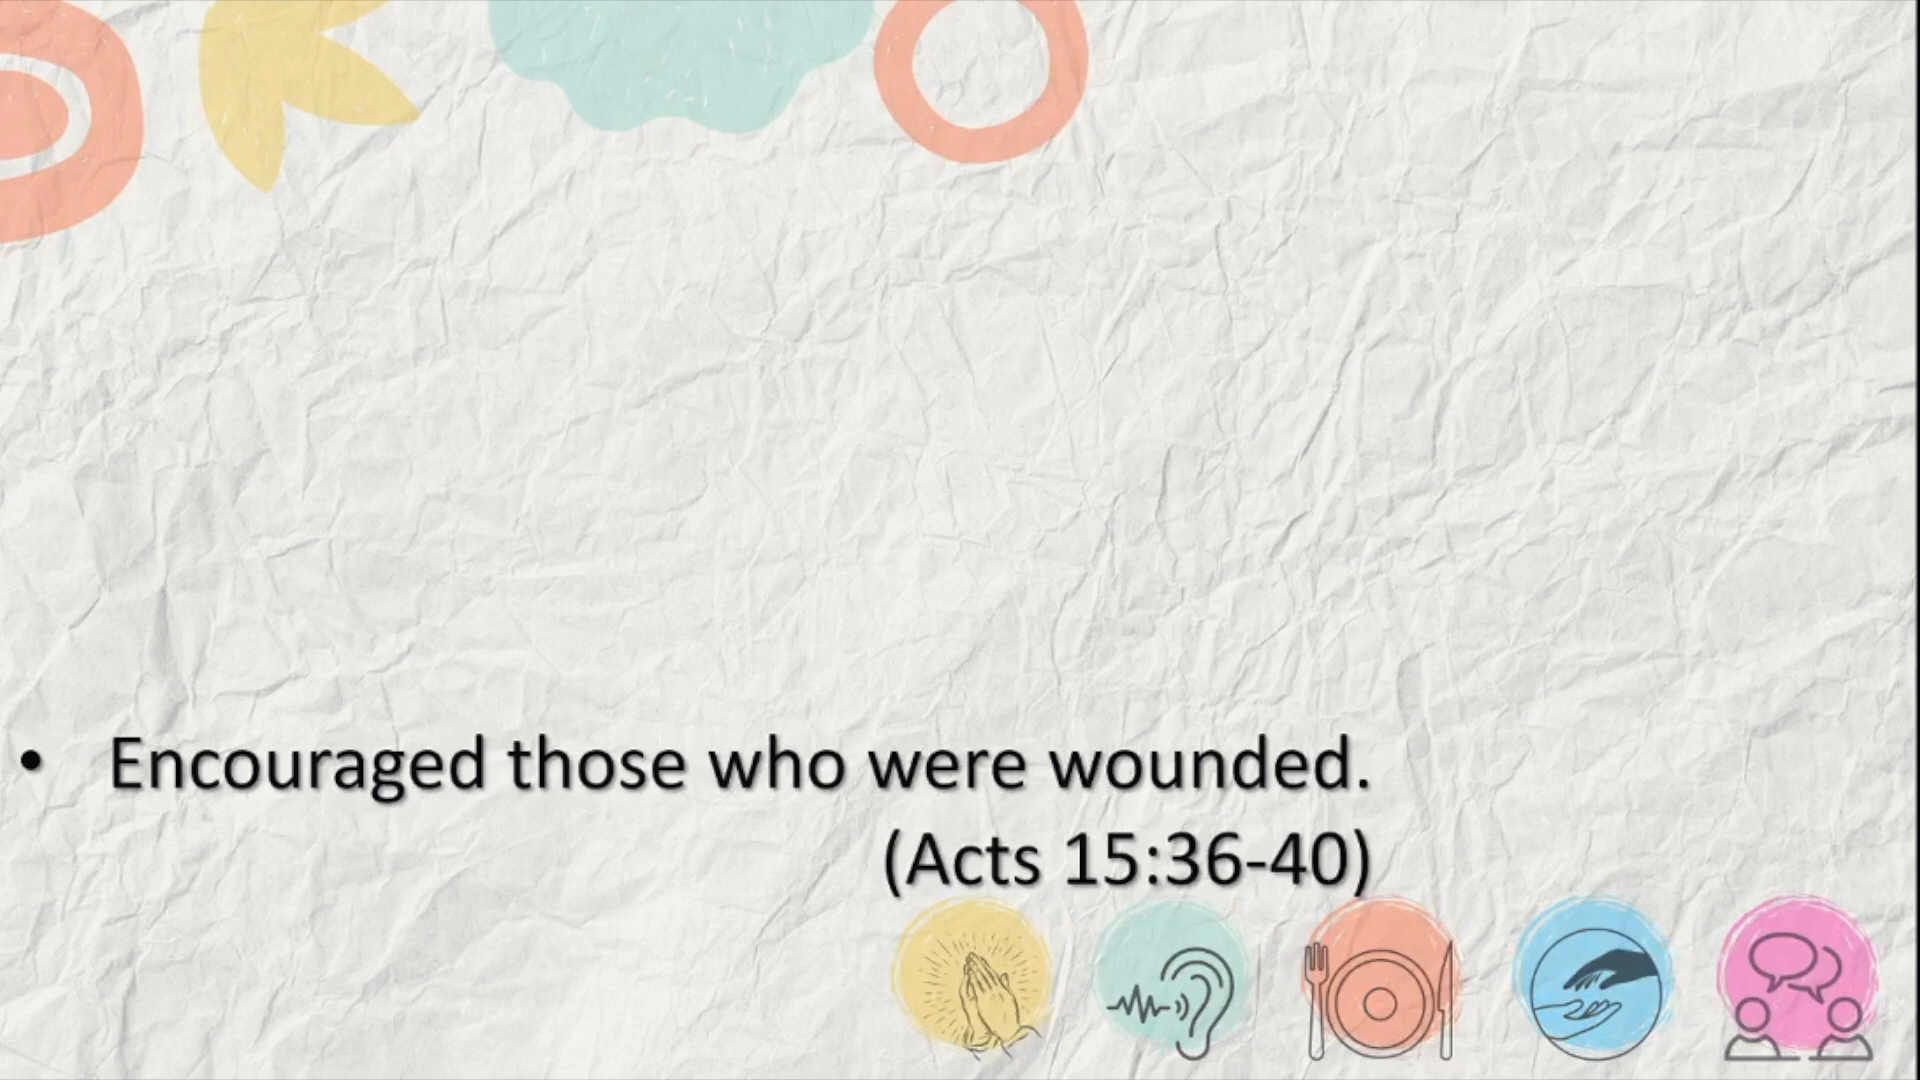 • Encouraged those who were wounded.
(Acts 15:36-40)